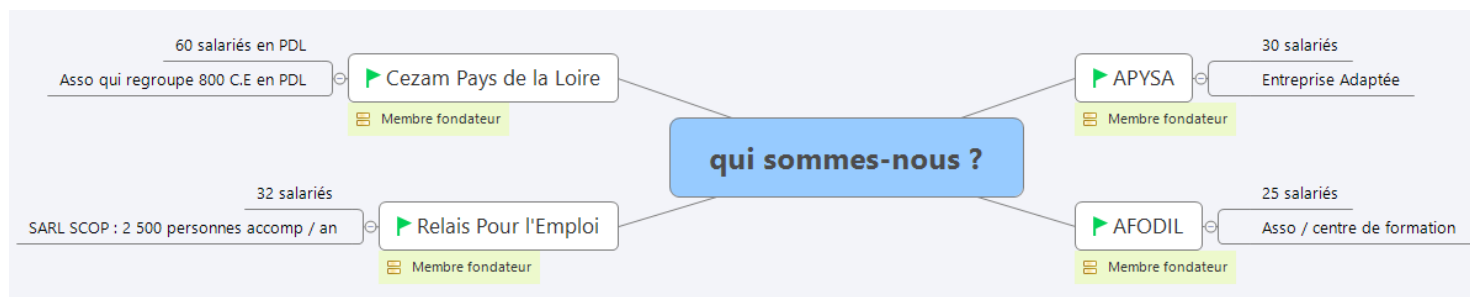 60 salariés en PDL
Asso qui regroupe 800 C.E en PDL
Cezam Pays de la Loire
Membre fondateur
30 salariés
APYSA
Entreprise Adaptée
Membre fondateur
qui sommes-nous ?
32 salariés
SARL SCOP : 2 500 personnes accomp / an
Relais Pour l'Emploi
Membre fondateur
25 salariés
AFODIL
Asso / centre de formation
Membre fondateur